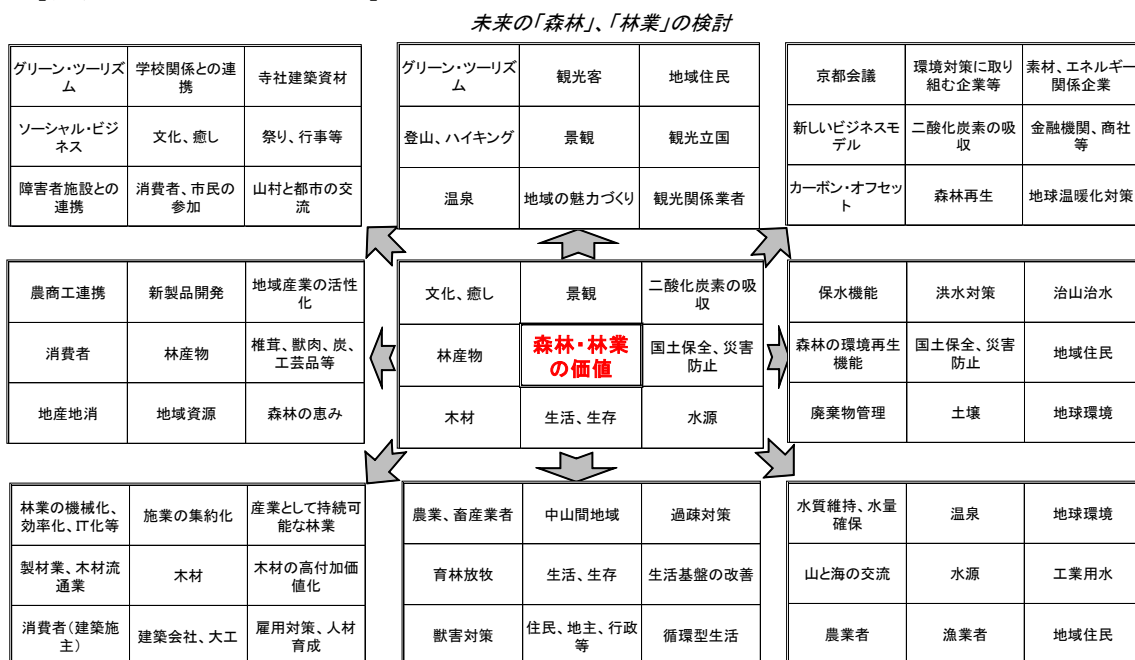 未来の「森林」、「林業」の検討
グリーン・ツーリズ
ム
学校関係との連
携
寺社建築資材
ソーシャル・ビジ
ネス
文化、癒し
祭り、行事等
障害者施設との
連携
消費者、市民の
参加
山村と都市の交
流
グリーン・ツーリズ
ム
観光客
地域住民
登山、ハイキング
景観
観光立国
温泉
地域の魅力づくり
観光関係業者
京都会議
環境対策に取り
組む企業等
素材、エネルギー
関係企業
新しいビジネスモ
デル
二酸化炭素の吸
収
金融機関、商社
等
カーボン・オフセッ
ト
森林再生
地球温暖化対策
農商工連携
新製品開発
地域産業の活性
化
消費者
林産物
椎茸、獣肉、炭、
工芸品等
地産地消
地域資源
森林の恵み
文化、癒し
景観
二酸化炭素の吸
収
林産物
森林・林業
の価値
国土保全、災害
防止
木材
生活、生存
水源
保水機能
洪水対策
治山治水
森林の環境再生
機能
国土保全、災害
防止
地域住民
廃棄物管理
土壌
地球環境
林業の機械化、
効率化、IT化等
施業の集約化
産業として持続可
能な林業
製材業、木材流
通業
木材
木材の高付加価
値化
消費者(建築施
主)
建築会社、大工
雇用対策、人材
育成
農業、畜産業者
中山間地域
過疎対策
育林放牧
生活、生存
生活基盤の改善
獣害対策
住民、地主、行政
等
循環型生活
水質維持、水量
確保
温泉
地球環境
山と海の交流
水源
工業用水
農業者
漁業者
地域住民